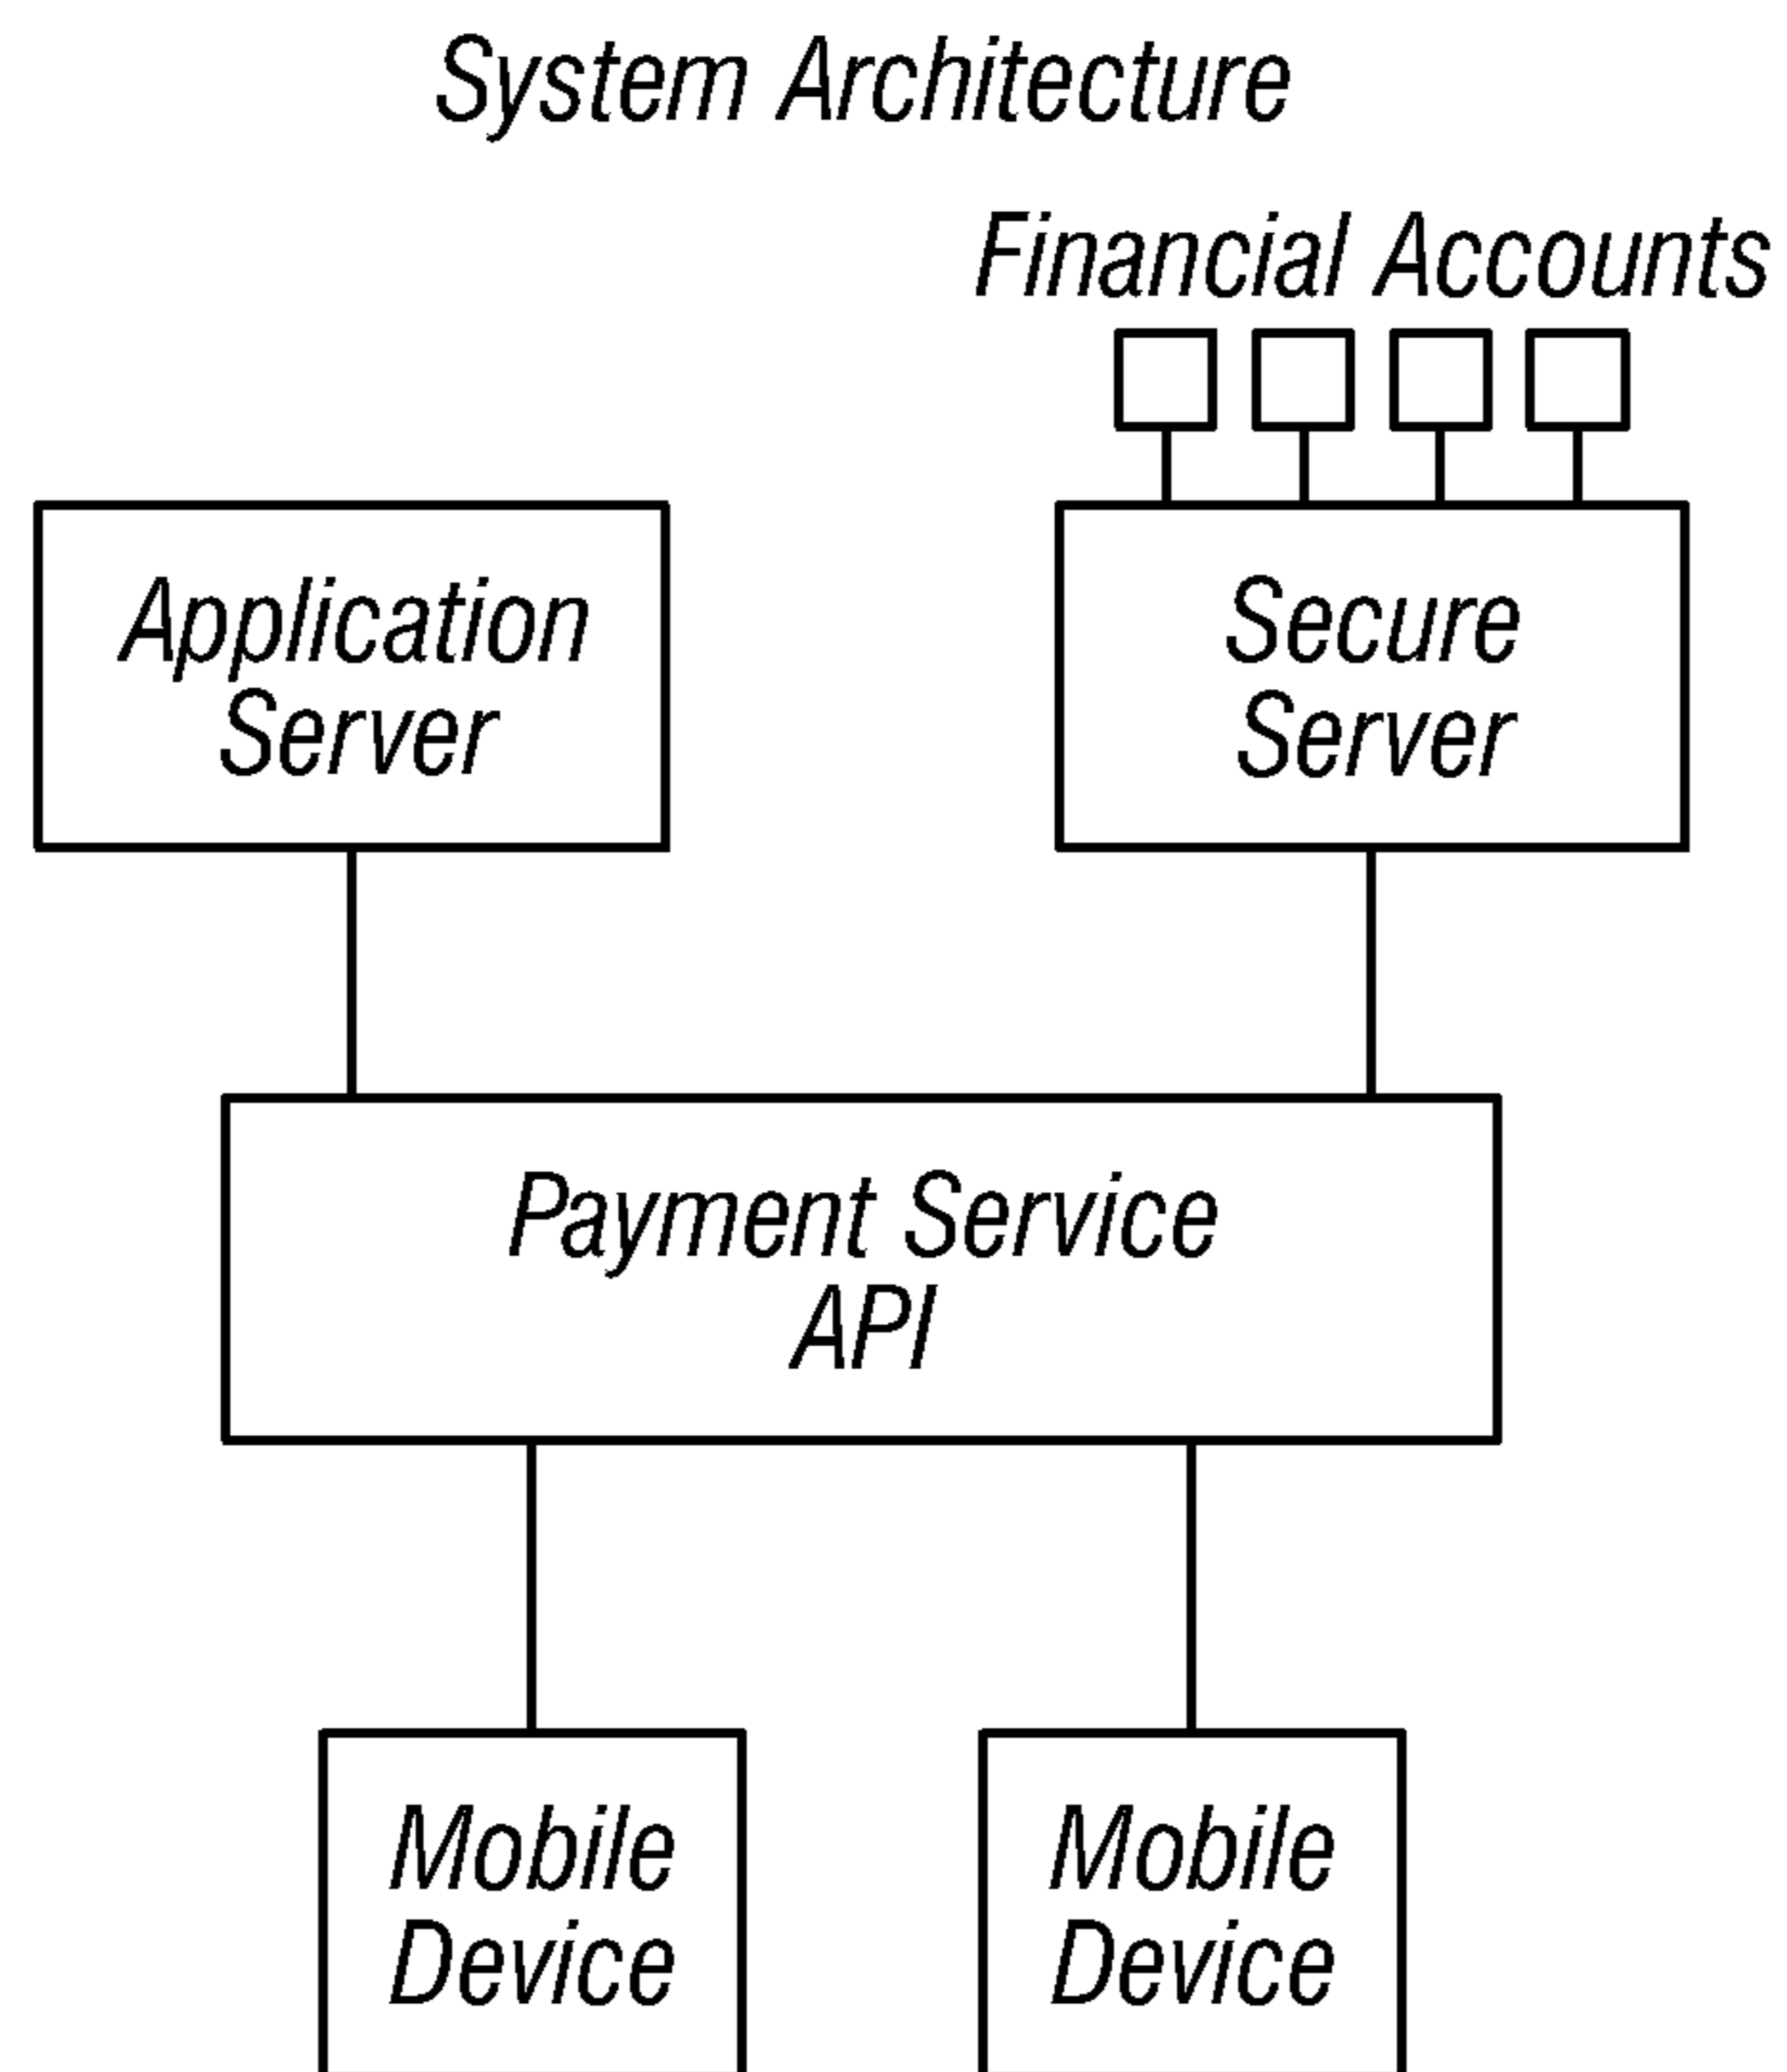 System Architecture
Financial Accounts
Application
Server
Secure
Server
Payment Service
API
Mobile
Device
Mobile
Device